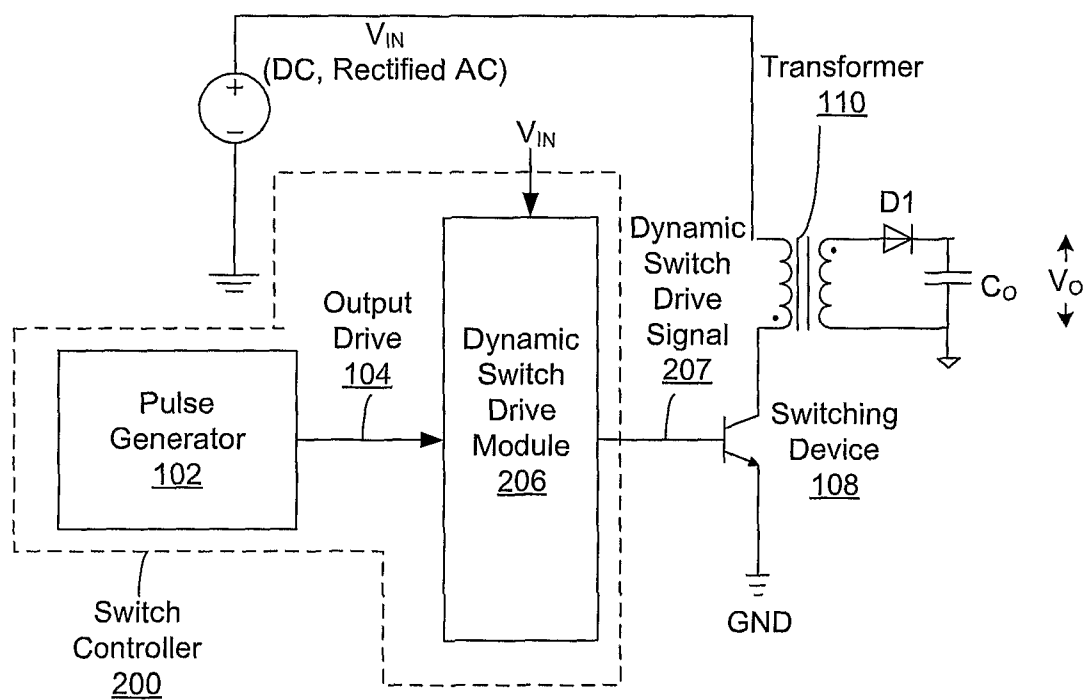 V_IN
(DC, Rectified AC)
+
−
V_IN
Transformer
110
D1
C_O
V_O
Dynamic
Switch
Drive
Signal
207
Output
Drive
104
Dynamic
Switch
Drive
Module
206
Pulse
Generator
102
Switching
Device
108
GND
Switch
Controller
200